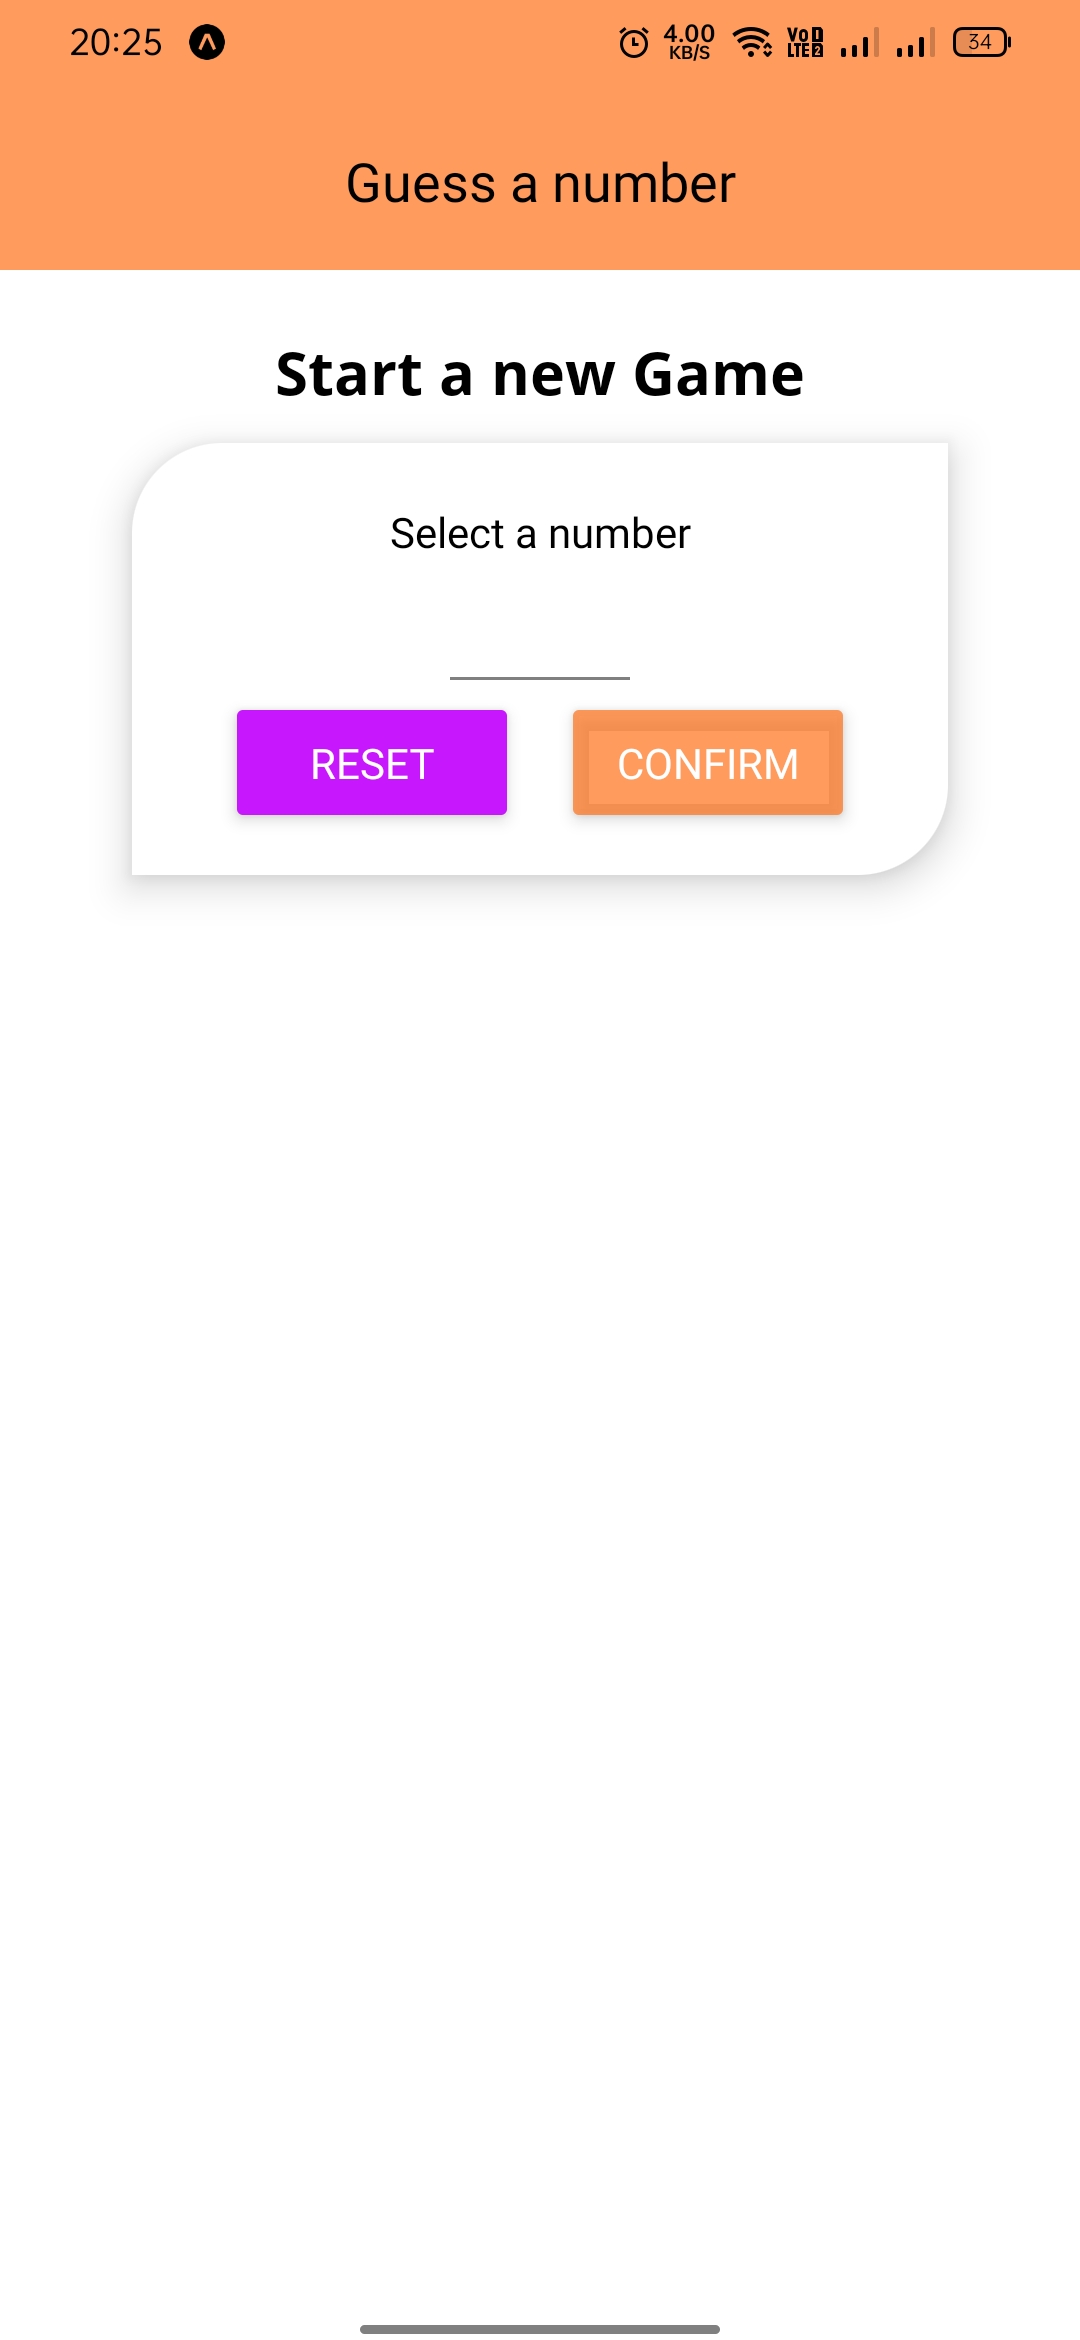 20:25 4.00 KB/S Vo 1 LTE 2 34
Guess a number
Start a new Game
Select a number
RESET CONFIRM